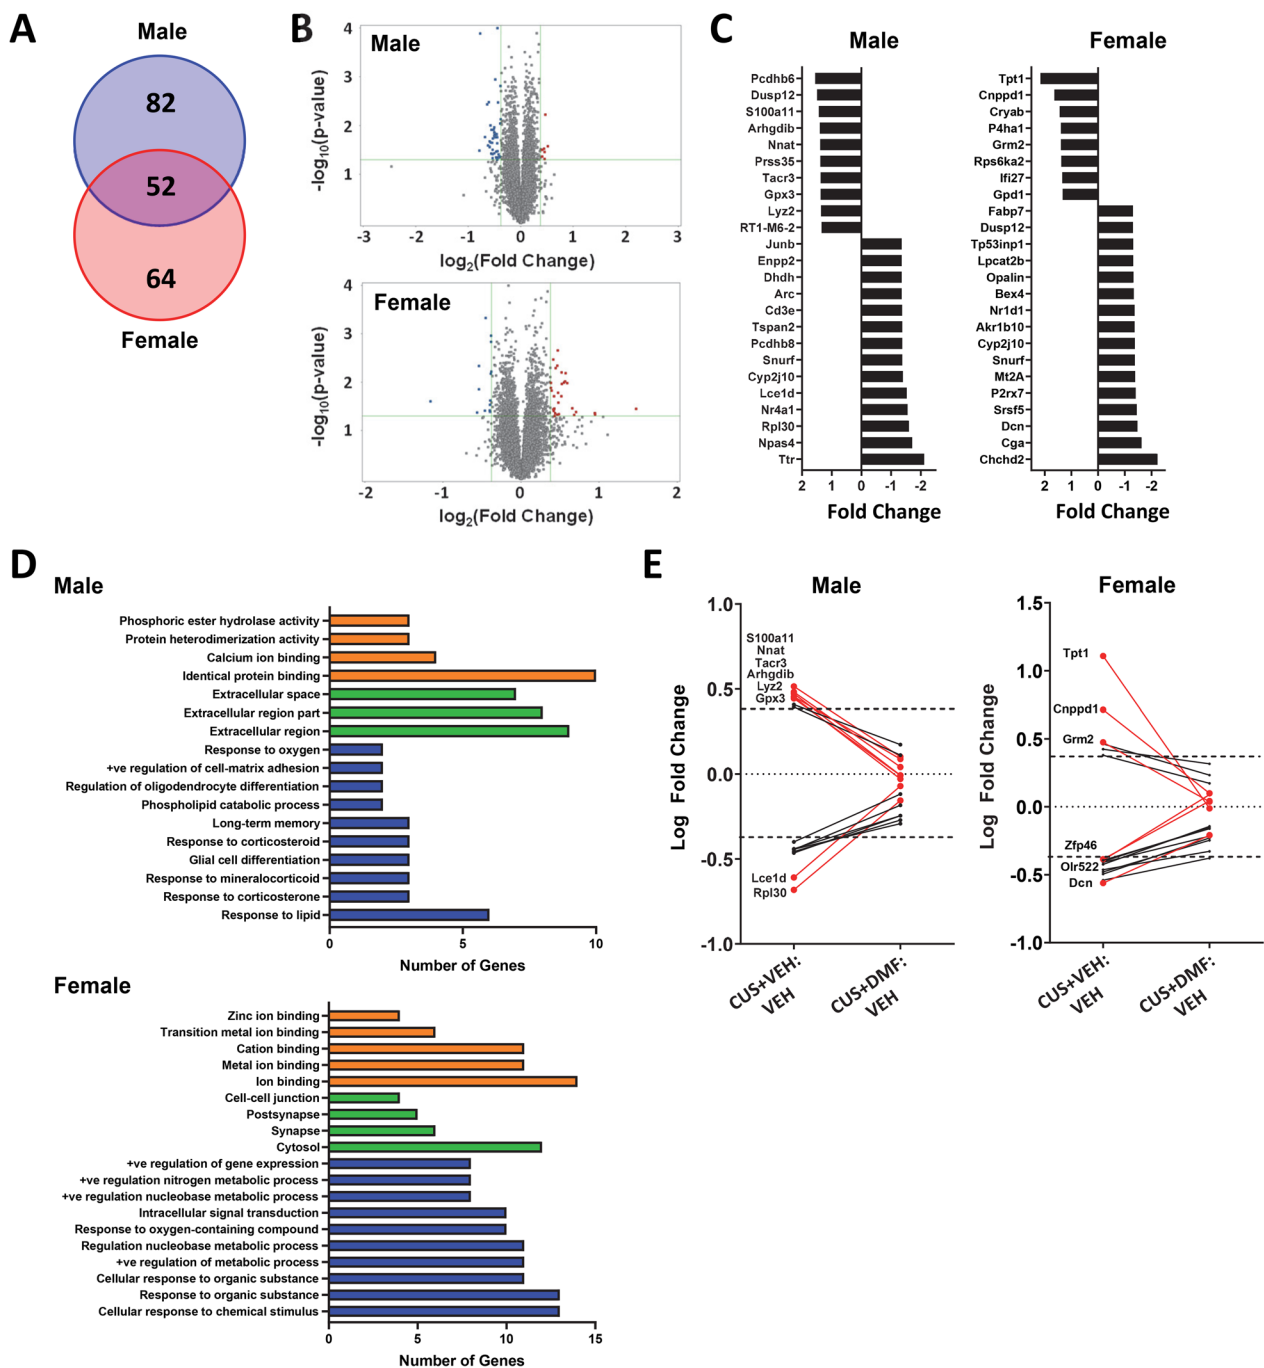 A
Male
82
52
64
Female
B
Male
-log10(p-value)
4
3
2
1
-3 -2 -1 0 1 2 3
log2(Fold Change)
Female
-log10(p-value)
4
3
2
1
-2 -1 0 1 2
log2(Fold Change)
C
Male
Pcdhb6
Dusp12
S100a11
Arhgdib
Nnat
Prss35
Tacr3
Gpx3
Lyz2
RT1-M6-2
Junb
Enpp2
Dhdh
Arc
Cd3e
Tspan2
Pcdhb8
Snurf
Cyp2j10
Lce1d
Nr4a1
Rpl30
Npas4
Ttr
2 1 0 -1 -2
Fold Change
Female
Tpt1
Cnppd1
Cryab
P4ha1
Grm2
Rps6ka2
Ifi27
Gpd1
Fabp7
Dusp12
Tp53inp1
Lpcat2b
Opalin
Bex4
Nr1d1
Akr1b10
Cyp2j10
Snurf
Mt2A
P2rx7
Srsf5
Dcn
Cga
Chchd2
2 1 0 -1 -2
Fold Change
D
Male
Phosphoric ester hydrolase activity
Protein heterodimerization activity
Calcium ion binding
Identical protein binding
Extracellular space
Extracellular region part
Extracellular region
Response to oxygen
+ve regulation of cell-matrix adhesion
Regulation of oligodendrocyte differentiation
Phospholipid catabolic process
Long-term memory
Response to corticosteroid
Glial cell differentiation
Response to mineralocorticoid
Response to corticosterone
Response to lipid
0 5 10
Number of Genes
Female
Zinc ion binding
Transition metal ion binding
Cation binding
Metal ion binding
Ion binding
Cell-cell junction
Postsynapse
Synapse
Cytosol
+ve regulation of gene expression
+ve regulation nitrogen metabolic process
+ve regulation nucleobase metabolic process
Intracellular signal transduction
Response to oxygen-containing compound
Regulation nucleobase metabolic process
+ve regulation of metabolic process
Cellular response to organic substance
Response to organic substance
Cellular response to chemical stimulus
0 5 10 15
Number of Genes
E
Male
Log Fold Change
1.0
0.5
0.0
-0.5
-1.0
S100a11
Nnat
Tacr3
Arhgdib
Lyz2
Gpx3
Lce1d
Rpl30
CUS+VEH:
VEH
CUS+DMF:
VEH
Female
Log Fold Change
1.5
1.0
0.5
0.0
-0.5
-1.0
Tpt1
Cnppd1
Grm2
Zfp46
Olr522
Dcn
CUS+VEH:
VEH
CUS+DMF:
VEH